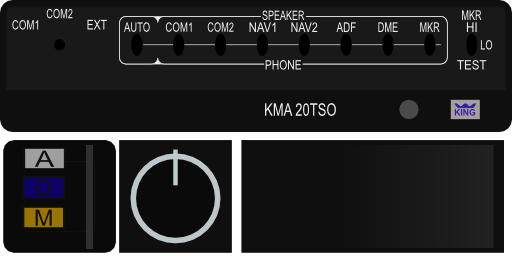 COM1 COM2 EXT
SPEAKER
AUTO COM1 COM2 NAV1 NAV2 ADF DME MKR
PHONE
MKR
HI
LO
TEST
KMA 20TSO
KING
A
M